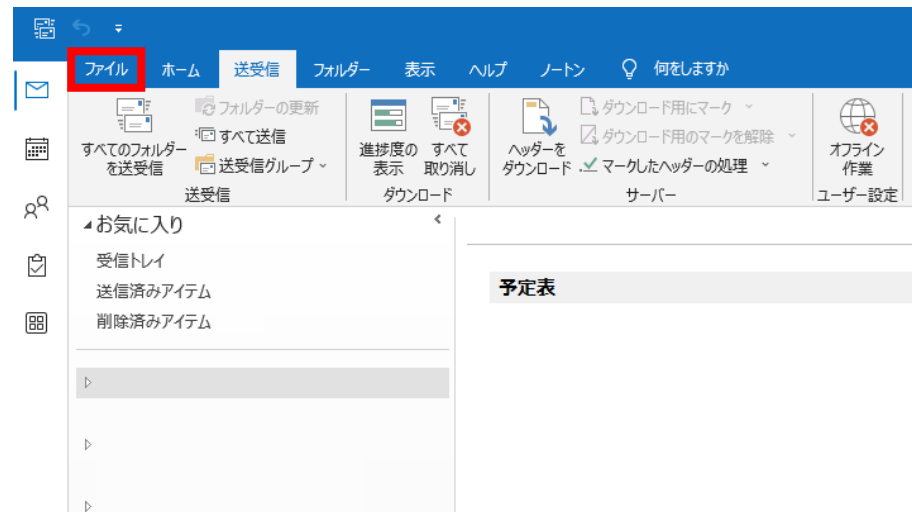 ファイル ホーム 送受信 フォルダー 表示 ヘルプ ノートン 何をしますか
すべてのフォルダー
を送受信
フォルダーの更新
すべて送信
送受信グループ
送受信
進捗度の
表示
すべて
取り消し
ダウンロード
ヘッダーを
ダウンロード
ダウンロード用にマーク
ダウンロード用のマークを解除
マークしたヘッダーの処理
サーバー
オフライン
作業
ユーザー設定
お気に入り
受信トレイ
送信済みアイテム
削除済みアイテム
予定表